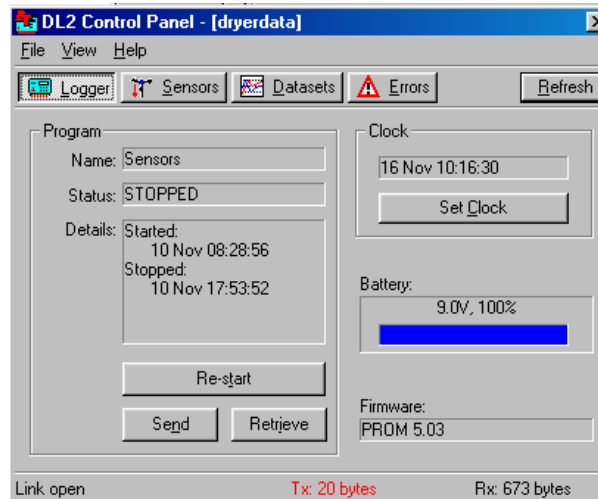 DL2 Control Panel - [dryerdata]
File View Help
Logger Sensors Datasets Errors Refresh
Program
Name: Sensors
Status: STOPPED
Details: Started:
10 Nov 08:28:56
Stopped:
10 Nov 17:53:52
Re-start
Send Retrieve
Clock
16 Nov 10:16:30
Set Clock
Battery:
9.0V, 100%
Firmware:
PROM 5.03
Link open Tx: 20 bytes Rx: 673 bytes